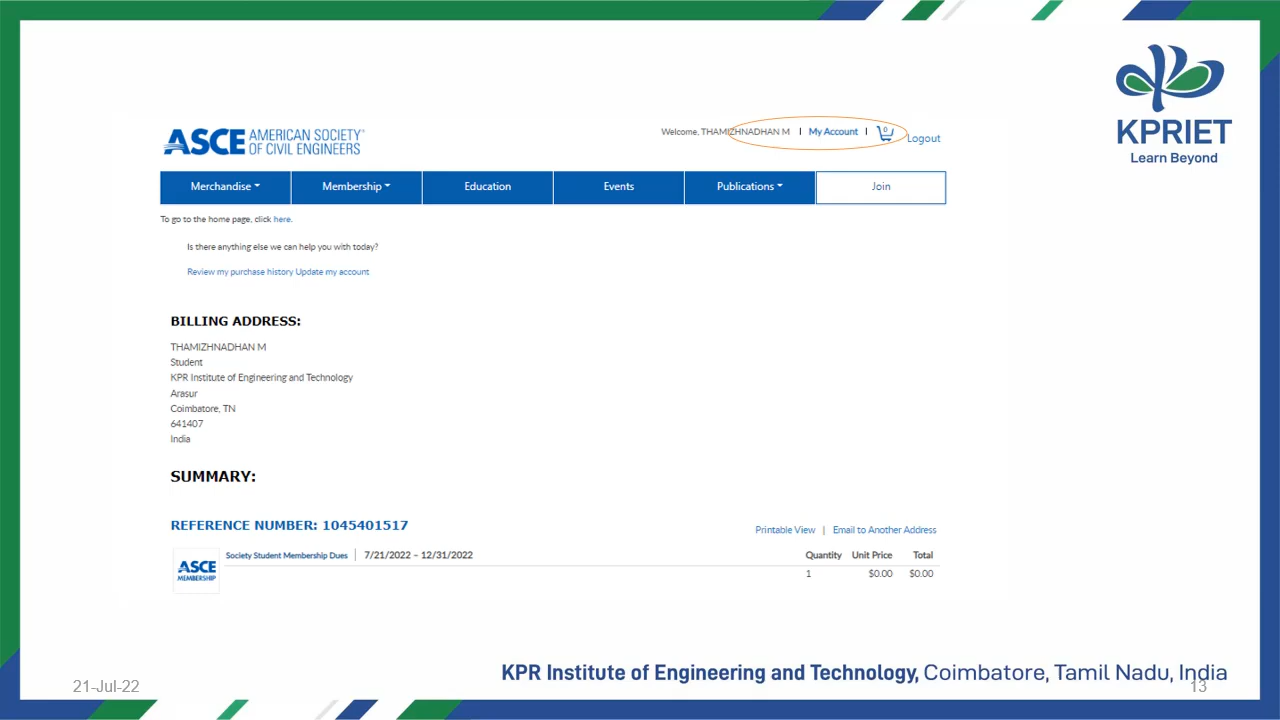 KPRIET
Learn Beyond
ASCE AMERICAN SOCIETY OF CIVIL ENGINEERS
Welcome, THAMIZHNADHAN M | My Account | 0 Logout
Merchandise Membership Education Events Publications Join
To go to the home page, click here.
Is there anything else we can help you with today?
Review my purchase history Update my account
BILLING ADDRESS:
THAMIZHNADHAN M
Student
KPR Institute of Engineering and Technology
Arasur
Coimbatore, TN
641407
India
SUMMARY:
REFERENCE NUMBER: 1045401517
Printable View | Email to Another Address
ASCE MEMBERSHIP
Society Student Membership Dues | 7/21/2022 – 12/31/2022 Quantity Unit Price Total
1 $0.00 $0.00
KPR Institute of Engineering and Technology, Coimbatore, Tamil Nadu, India
21-Jul-22 13